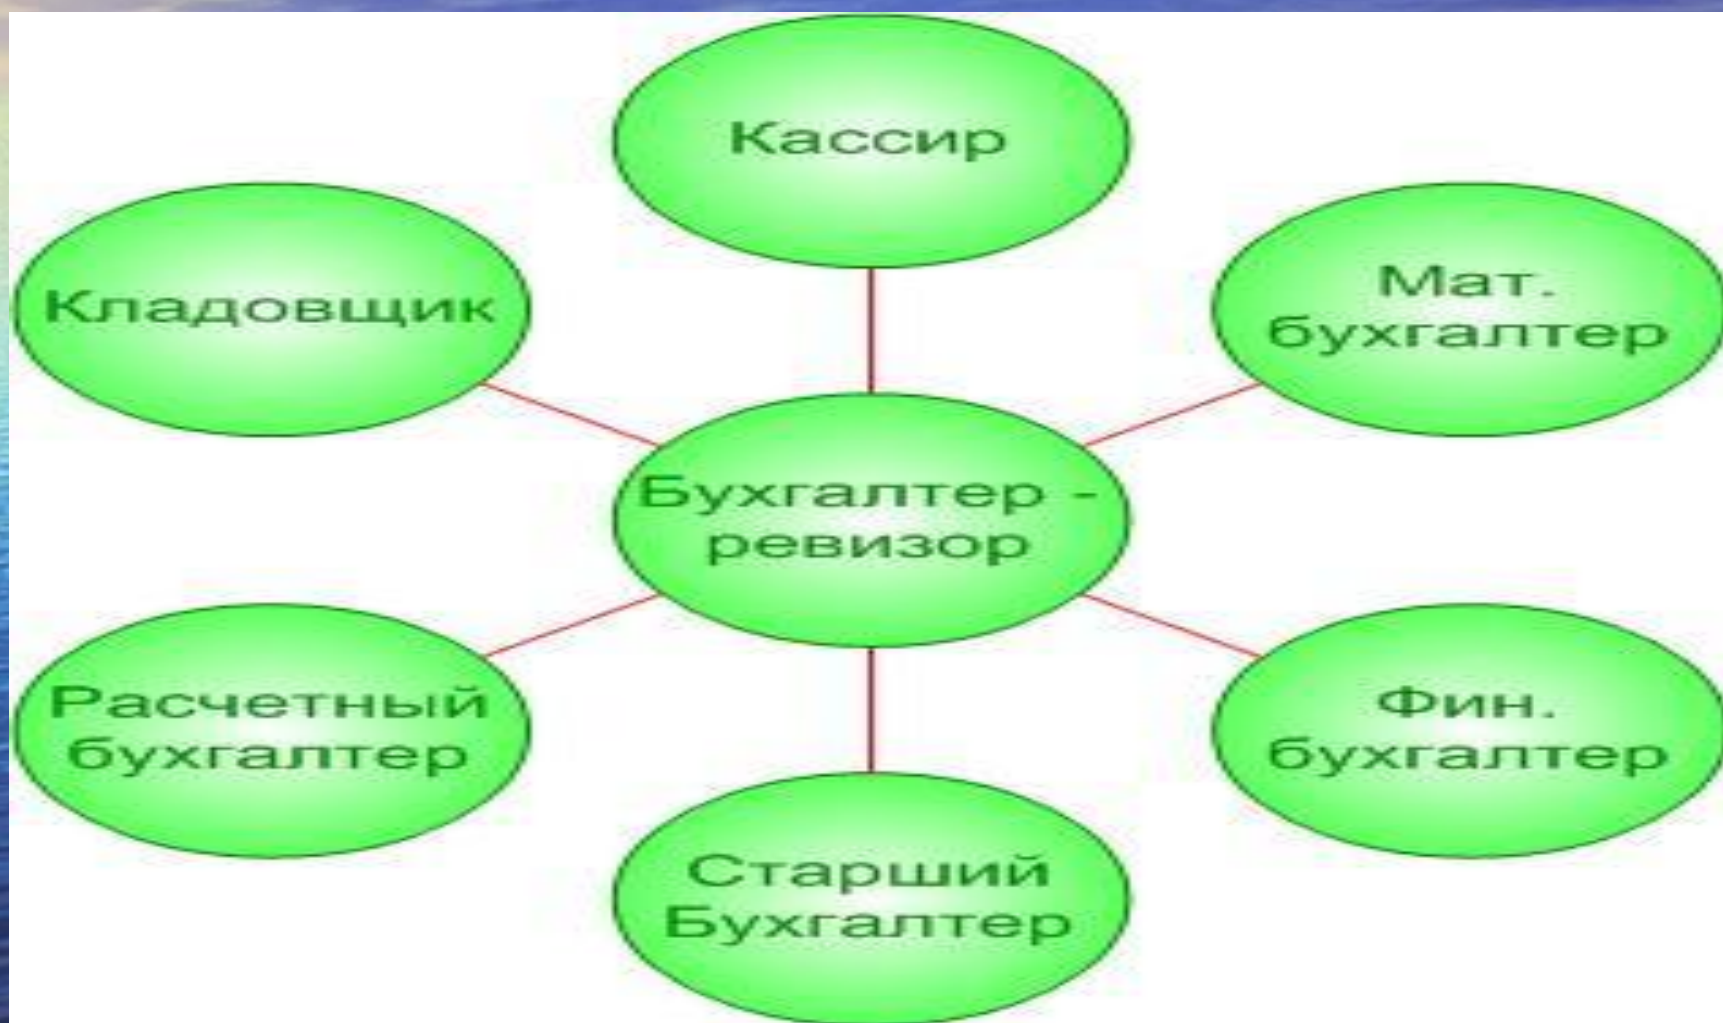 Кассир
Кладовщик
Мат.
бухгалтер
Бухгалтер -
ревизор
Расчетный
бухгалтер
Фин.
бухгалтер
Старший
Бухгалтер